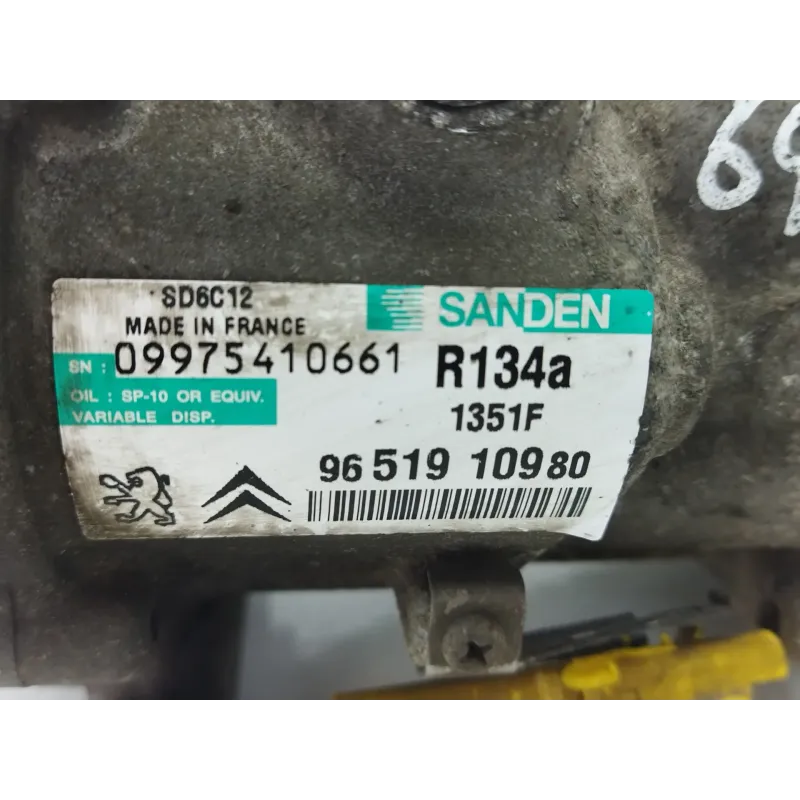 SD6C12
MADE IN FRANCE
SANDEN
SN : 09975410661
R134a
OIL : SP-10 OR EQUIV.
VARIABLE DISP.
1351F
96 519 109 80